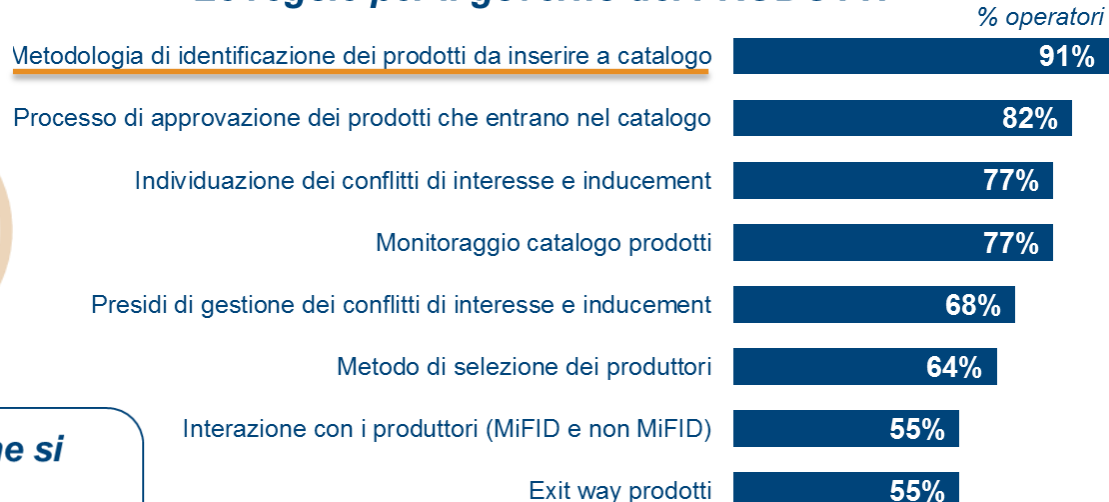 % operatori
Metodologia di identificazione dei prodotti da inserire a catalogo 91%
Processo di approvazione dei prodotti che entrano nel catalogo 82%
Individuazione dei conflitti di interesse e inducement 77%
Monitoraggio catalogo prodotti 77%
Presidi di gestione dei conflitti di interesse e inducement 68%
Metodo di selezione dei produttori 64%
Interazione con i produttori (MiFID e non MiFID) 55%
si
Exit way prodotti 55%